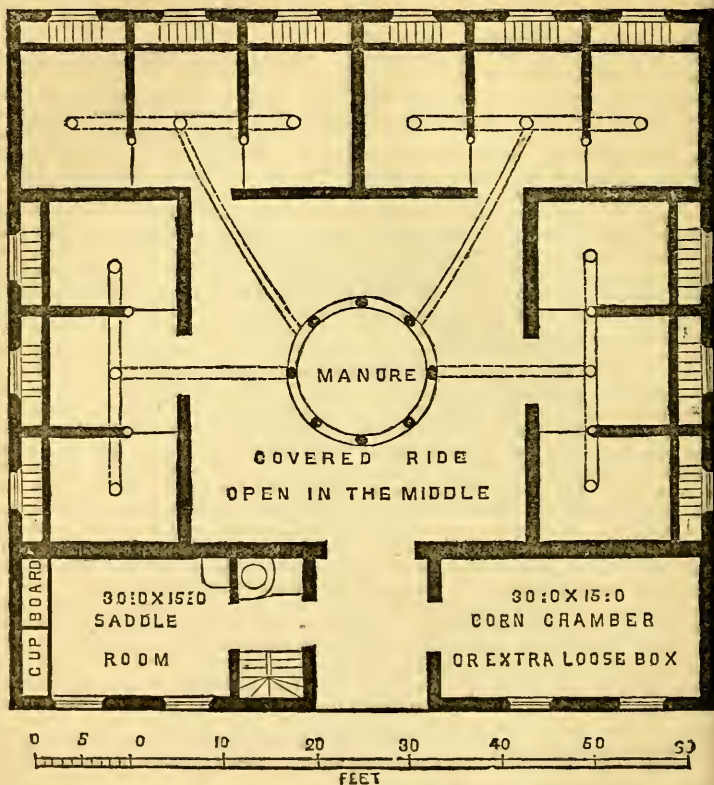 MANURE
COVERED RIDE
OPEN IN THE MIDDLE
CUP BOARD
30:0X15:0
SADDLE
ROOM
30:0X15:0
CORN CHAMBER
OR EXTRA LOOSE BOX
0 5 0 10 20 30 40 50 50
FEET